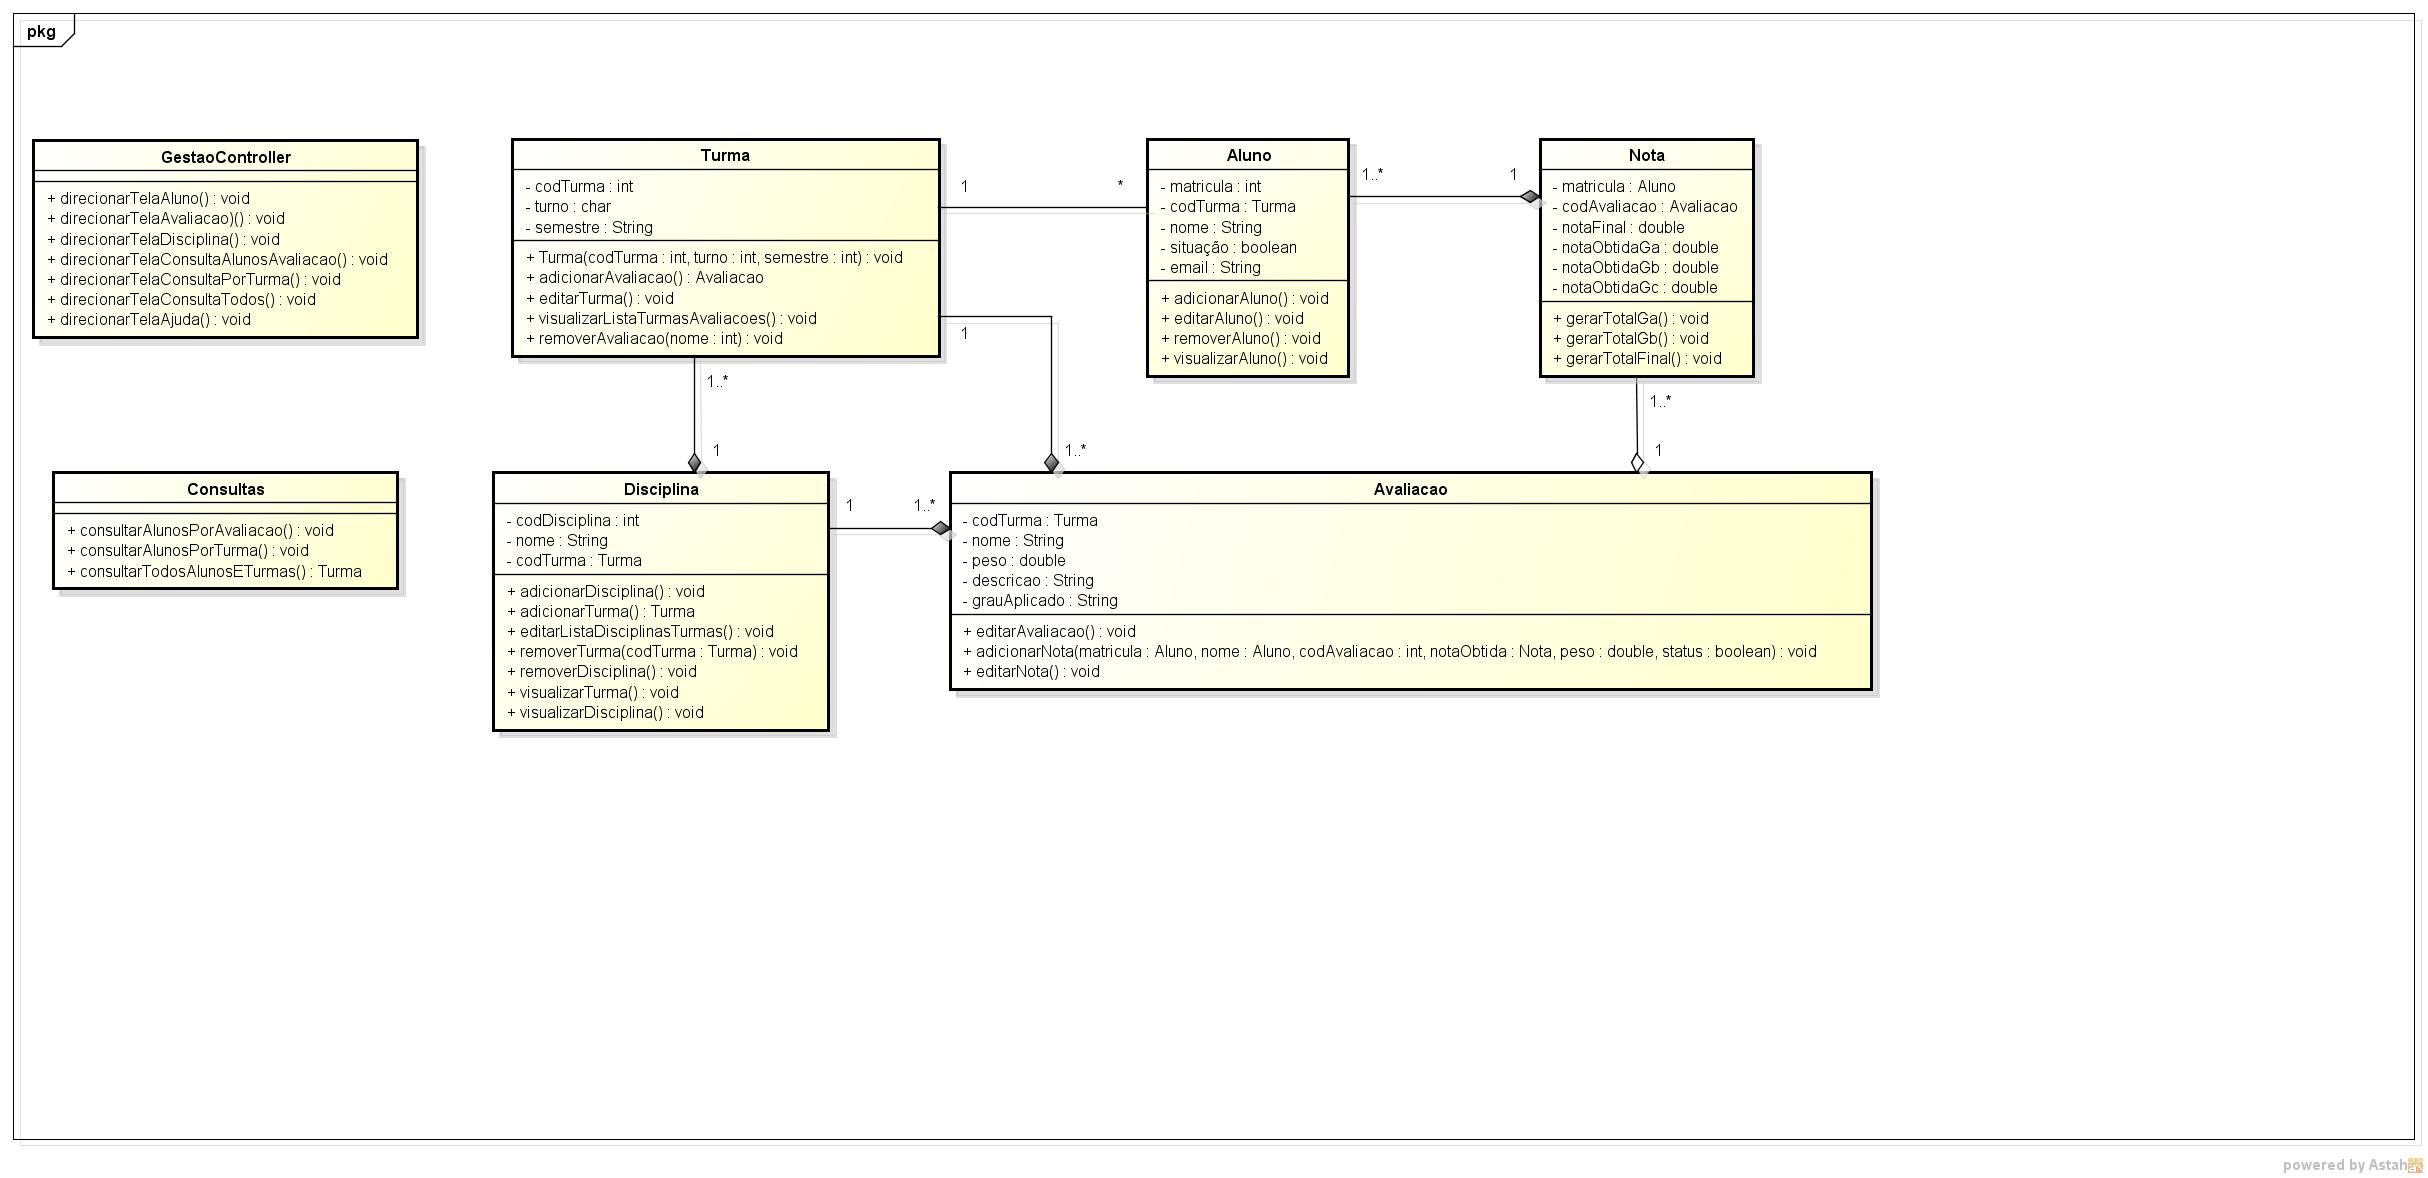 pkg
GestaoController
+ direcionarTelaAluno() : void
+ direcionarTelaAvaliacao)() : void
+ direcionarTelaDisciplina() : void
+ direcionarTelaConsultaAlunosAvaliacao() : void
+ direcionarTelaConsultaPorTurma() : void
+ direcionarTelaConsultaTodos() : void
+ direcionarTelaAjuda() : void
Turma
- codTurma : int
- turno : char
- semestre : String
+ Turma(codTurma : int, turno : int, semestre : int) : void
+ adicionarAvaliacao() : Avaliacao
+ editarTurma() : void
+ visualizarListaTurmasAvaliacoes() : void
+ removerAvaliacao(nome : int) : void
1
*
Aluno
- matricula : int
- codTurma : Turma
- nome : String
- situação : boolean
- email : String
+ adicionarAluno() : void
+ editarAluno() : void
+ removerAluno() : void
+ visualizarAluno() : void
1..*
1
Nota
- matricula : Aluno
- codAvaliacao : Avaliacao
- notaFinal : double
- notaObtidaGa : double
- notaObtidaGb : double
- notaObtidaGc : double
+ gerarTotalGa() : void
+ gerarTotalGb() : void
+ gerarTotalFinal() : void
1
1..*
1..*
1
1..*
1
Consultas
+ consultarAlunosPorAvaliacao() : void
+ consultarAlunosPorTurma() : void
+ consultarTodosAlunosETurmas() : Turma
Disciplina
- codDisciplina : int
- nome : String
- codTurma : Turma
+ adicionarDisciplina() : void
+ adicionarTurma() : Turma
+ editarListaDisciplinasTurmas() : void
+ removerTurma(codTurma : Turma) : void
+ removerDisciplina() : void
+ visualizarTurma() : void
+ visualizarDisciplina() : void
1
1..*
Avaliacao
- codTurma : Turma
- nome : String
- peso : double
- descricao : String
- grauAplicado : String
+ editarAvaliacao() : void
+ adicionarNota(matricula : Aluno, nome : Aluno, codAvaliacao : int, notaObtida : Nota, peso : double, status : boolean) : void
+ editarNota() : void
powered by Astah